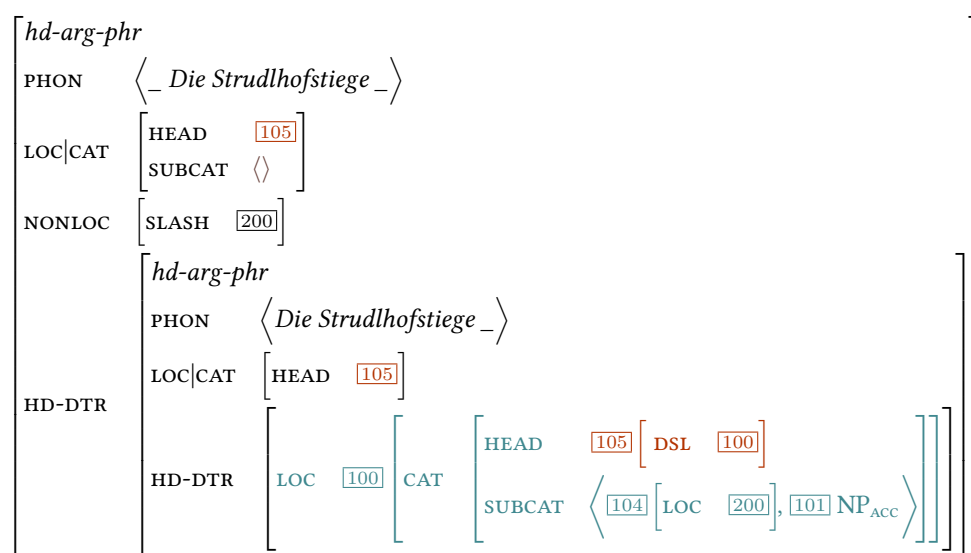 hd-arg-phr
PHON ⟨_ Die Strudlhofstiege _⟩
LOC|CAT [HEAD 105
SUBCAT ⟨⟩]
NONLOC [SLASH 200]
HD-DTR
hd-arg-phr
PHON ⟨Die Strudlhofstiege _⟩
LOC|CAT [HEAD 105]
HD-DTR [LOC 100 [CAT
HEAD 105 [DSL 100]
SUBCAT ⟨104 [LOC 200], 101 NP_ACC⟩]]]